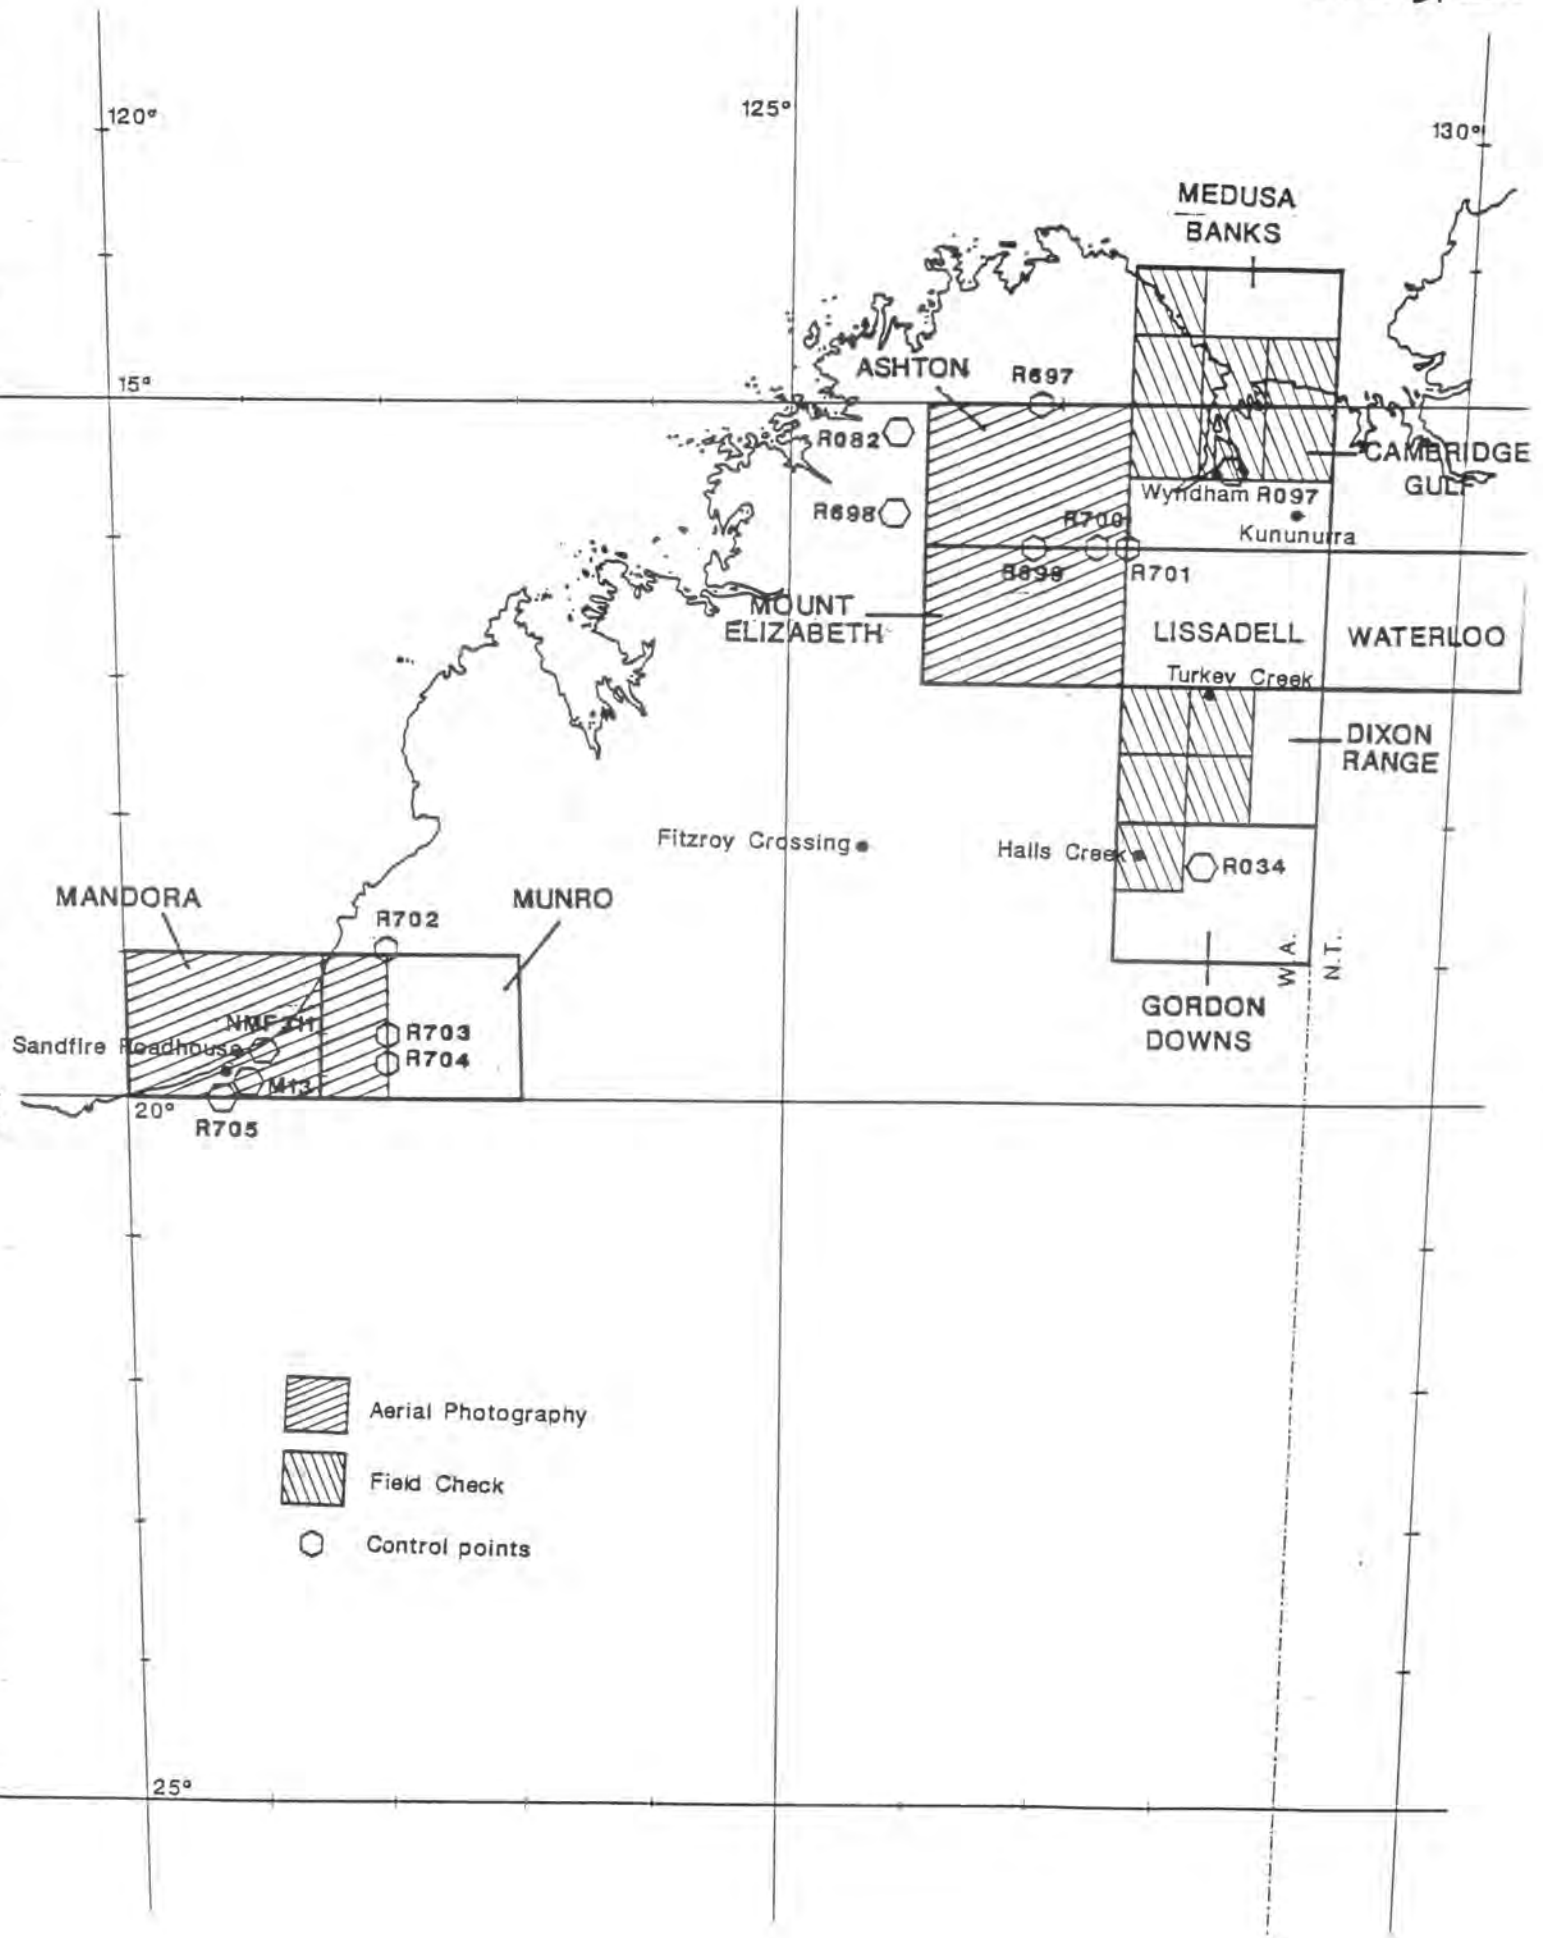 120°
125°
130°
MEDUSA
BANKS
15°
ASHTON
R697
R082
CAMBRIDGE
GULF
R698
Wyndham R097
R700
Kununurra
R699
R701
MOUNT
ELIZABETH
LISSADELL
WATERLOO
Turkey Creek
DIXON
RANGE
Fitzroy Crossing
Halls Creek
R034
MANDORA
MUNRO
R702
W.A.
N.T.
GORDON
DOWNS
R703
Sandfire Roadhouse
R704
M13
20°
R705
Aerial Photography
Field Check
Control points
25°